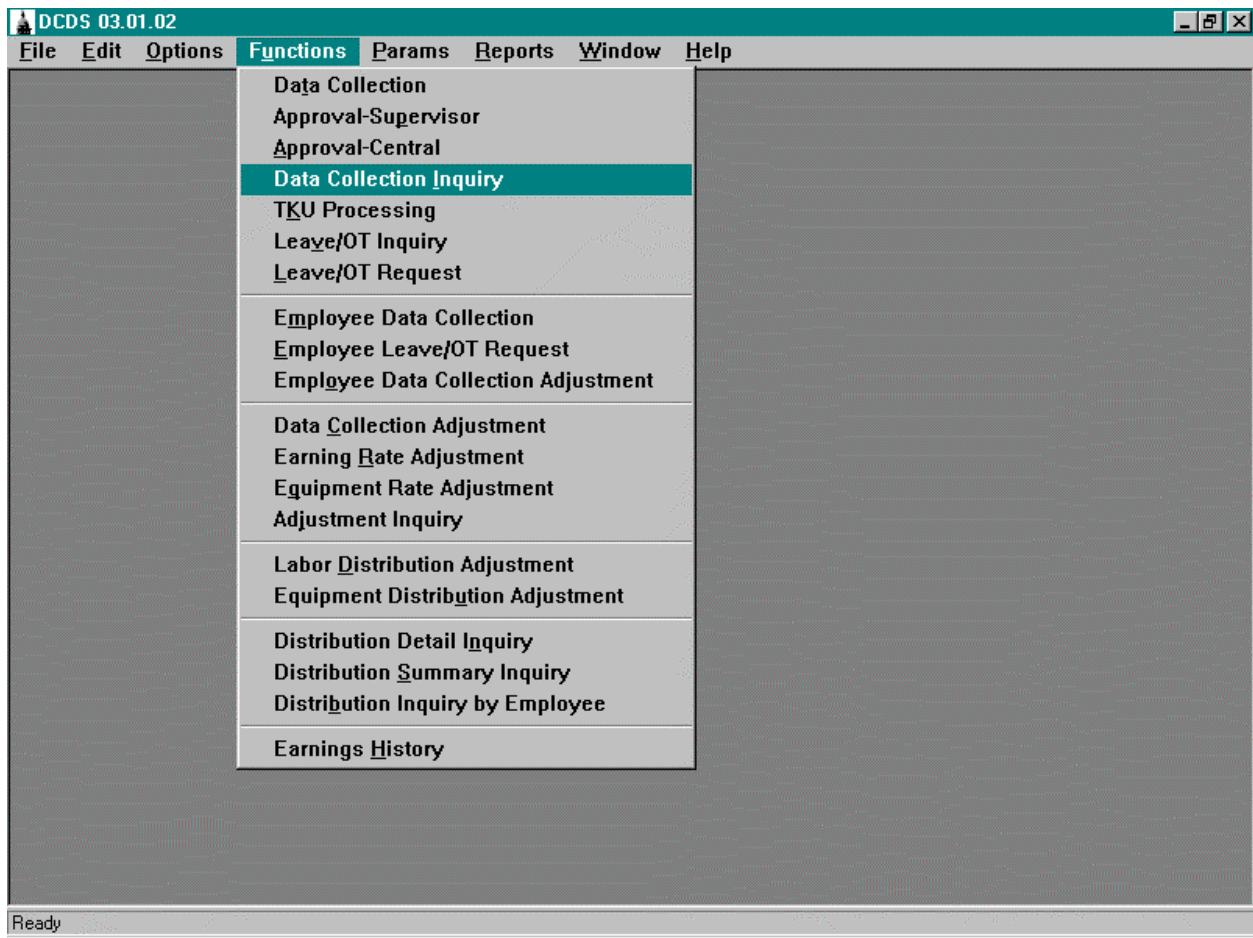 DCDS 03.01.02
File Edit Options Functions Params Reports Window Help
Data Collection
Approval-Supervisor
Approval-Central
Data Collection Inquiry
TKU Processing
Leave/OT Inquiry
Leave/OT Request
Employee Data Collection
Employee Leave/OT Request
Employee Data Collection Adjustment
Data Collection Adjustment
Earning Rate Adjustment
Equipment Rate Adjustment
Adjustment Inquiry
Labor Distribution Adjustment
Equipment Distribution Adjustment
Distribution Detail Inquiry
Distribution Summary Inquiry
Distribution Inquiry by Employee
Earnings History
Ready